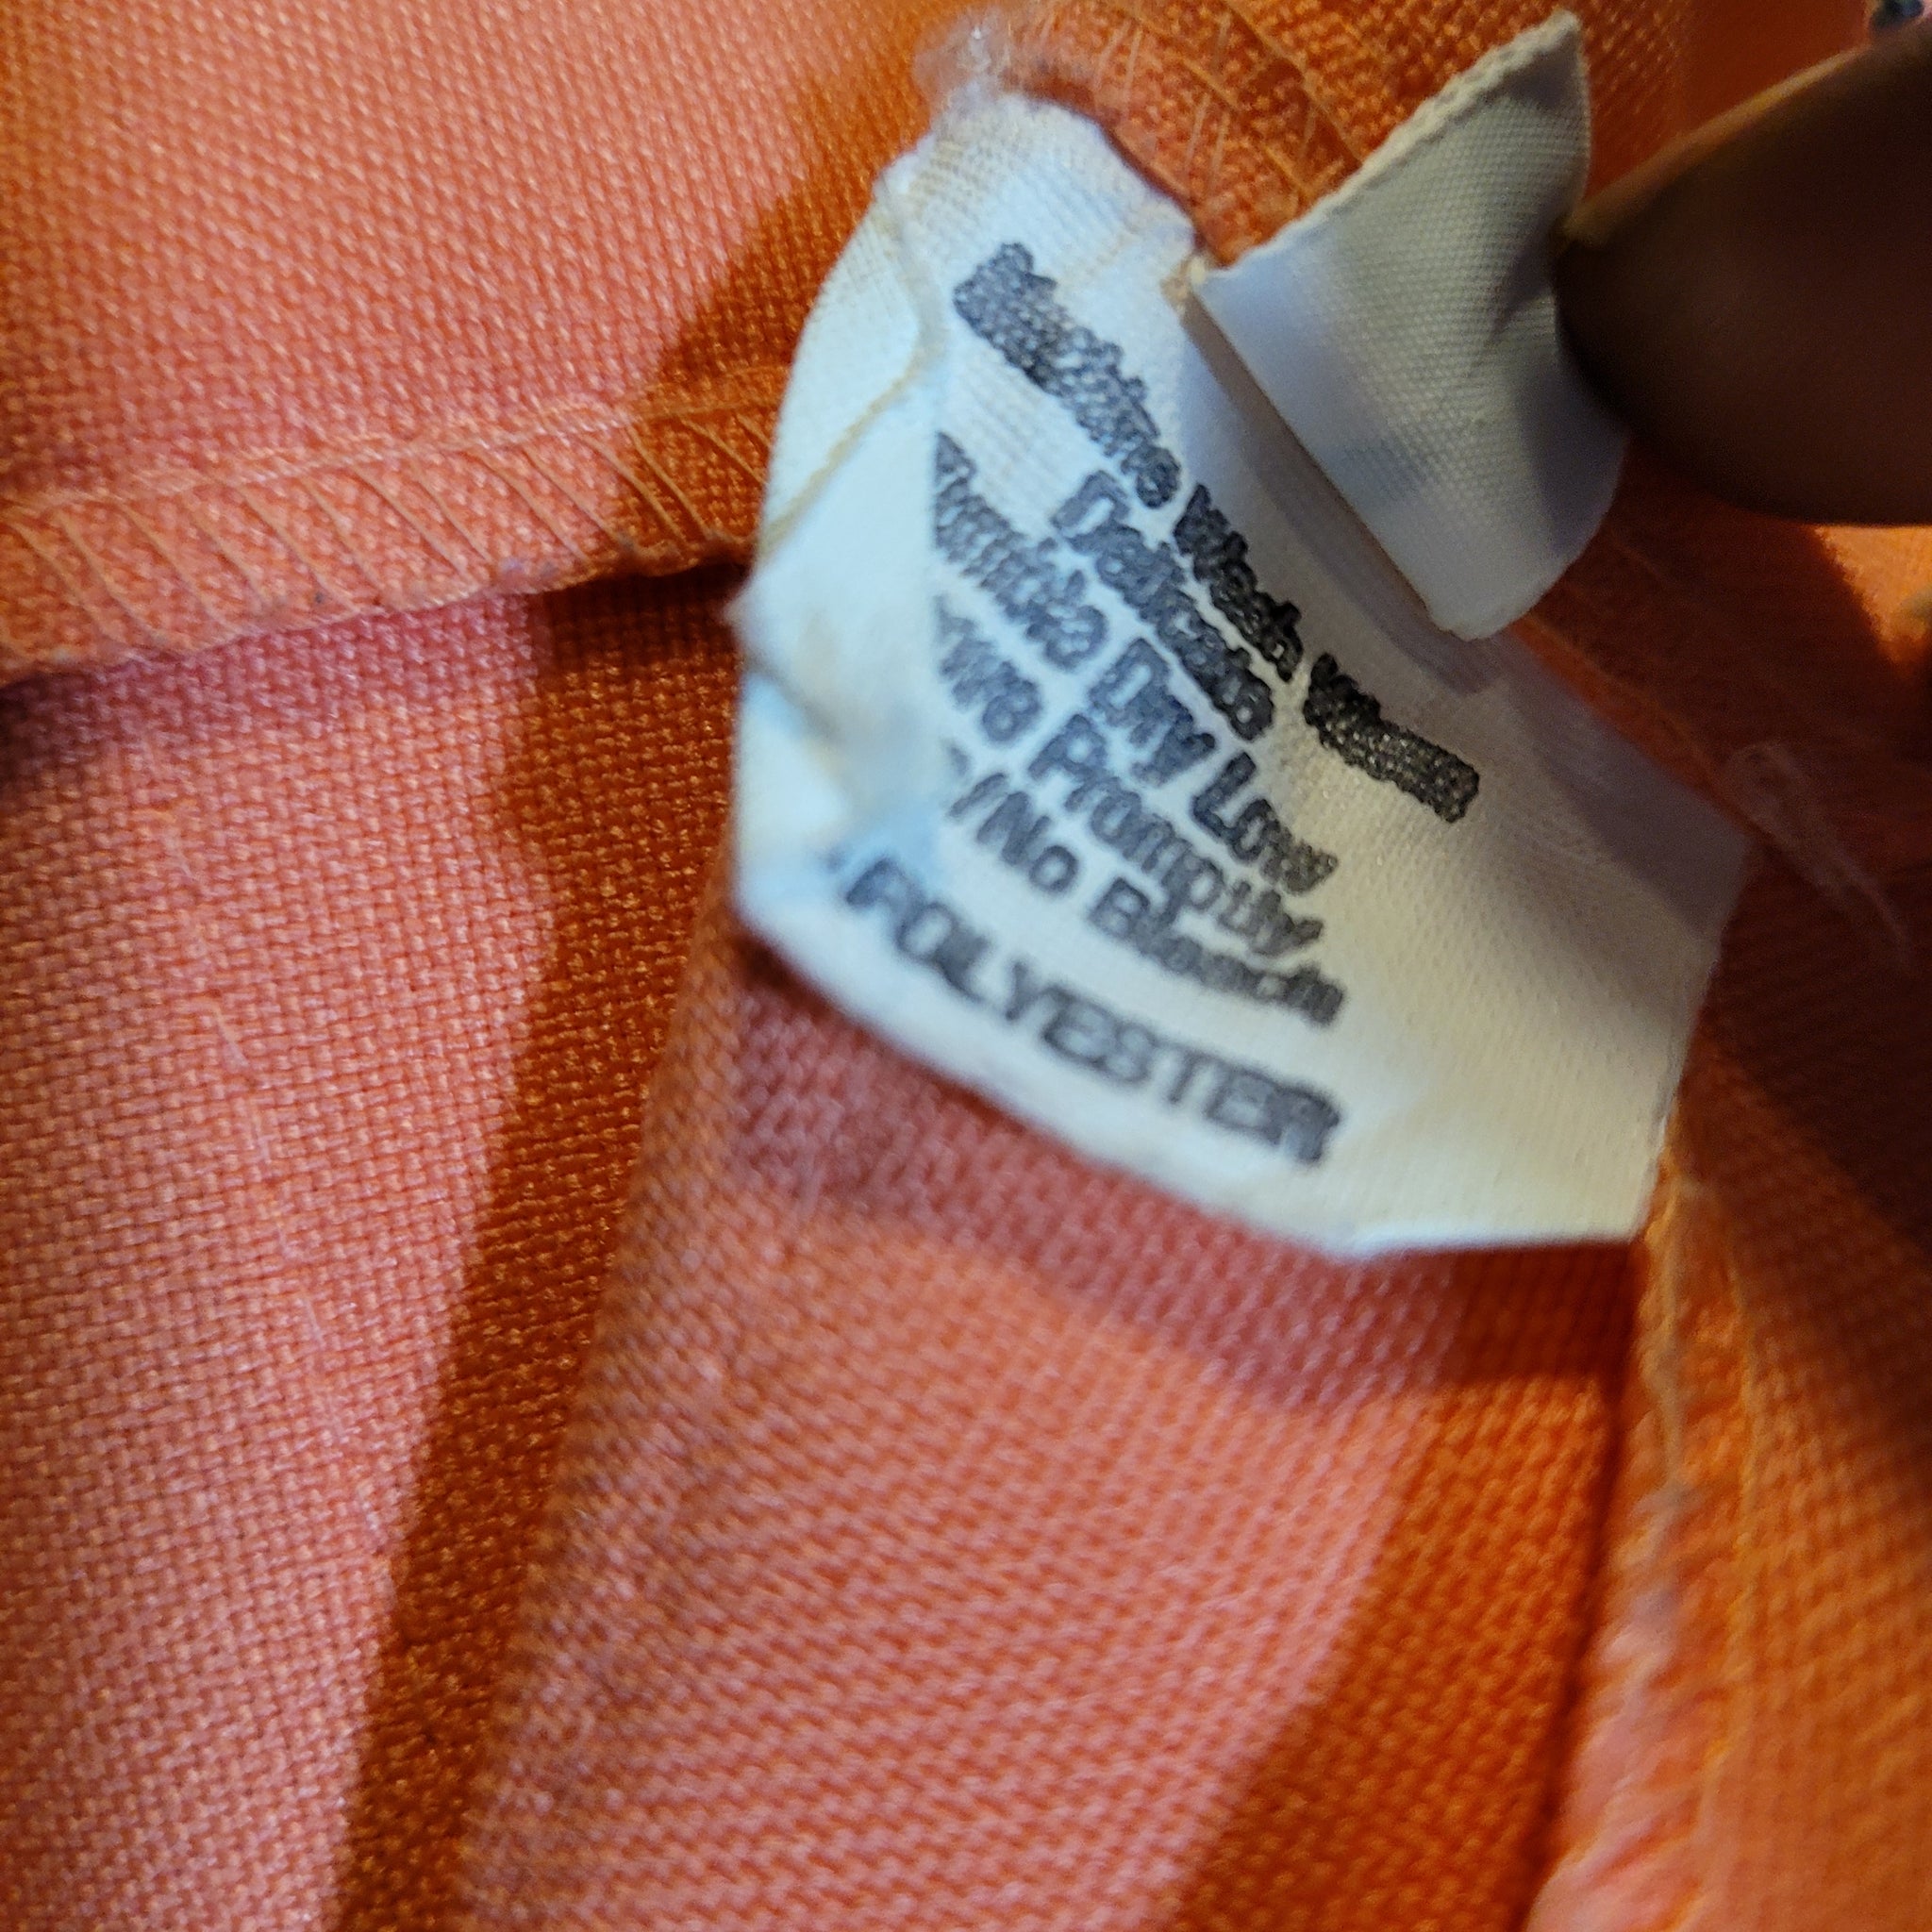 Machine Wash Warm
Delicate
Tumble Dry Low
Promptly
/No Bleach
POLYESTER